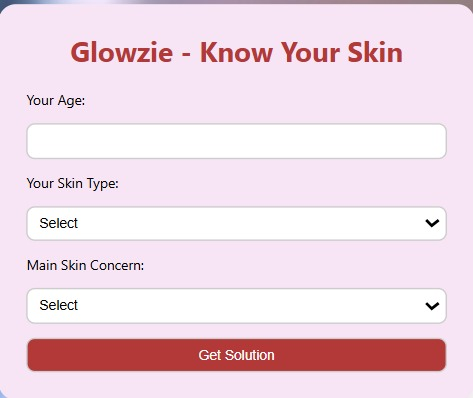 Glowzie - Know Your Skin
Your Age:
Your Skin Type:
Select
Main Skin Concern:
Select
Get Solution